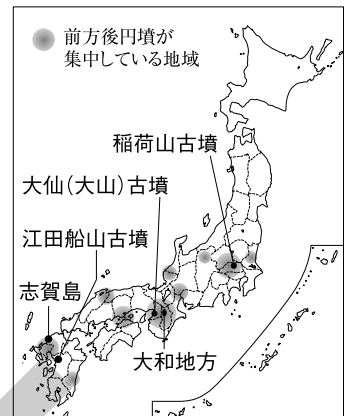 前方後円墳が
集中している地域
稲荷山古墳
大仙(大山)古墳
江田船山古墳
志賀島
大和地方